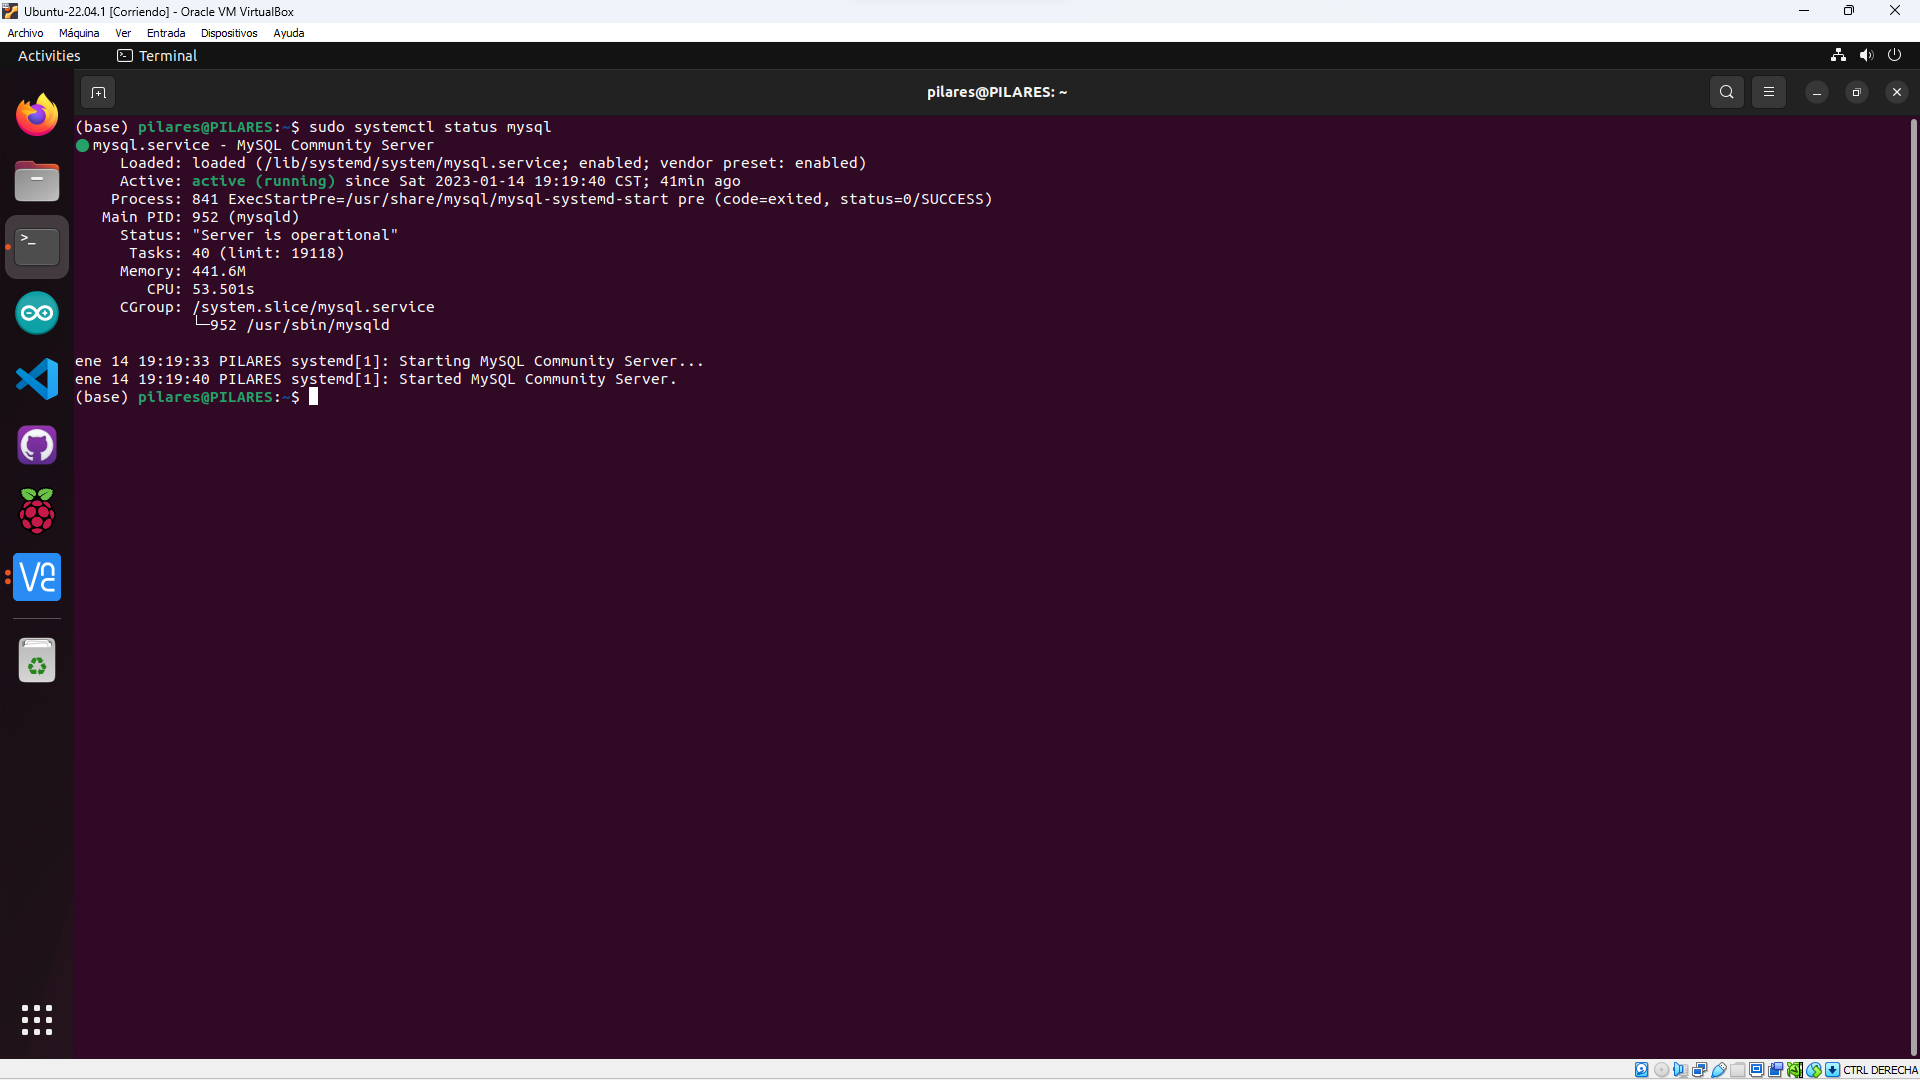 Ubuntu-22.04.1 [Corriendo] - Oracle VM VirtualBox
Archivo Máquina Ver Entrada Dispositivos Ayuda
Activities Terminal
pilares@PILARES: ~
(base) pilares@PILARES:~$ sudo systemctl status mysql
mysql.service - MySQL Community Server
Loaded: loaded (/lib/systemd/system/mysql.service; enabled; vendor preset: enabled)
Active: active (running) since Sat 2023-01-14 19:19:40 CST; 41min ago
Process: 841 ExecStartPre=/usr/share/mysql/mysql-systemd-start pre (code=exited, status=0/SUCCESS)
Main PID: 952 (mysqld)
Status: "Server is operational"
Tasks: 40 (limit: 19118)
Memory: 441.6M
CPU: 53.501s
CGroup: /system.slice/mysql.service
└─952 /usr/sbin/mysqld
ene 14 19:19:33 PILARES systemd[1]: Starting MySQL Community Server...
ene 14 19:19:40 PILARES systemd[1]: Started MySQL Community Server.
(base) pilares@PILARES:~$
CTRL DERECHA